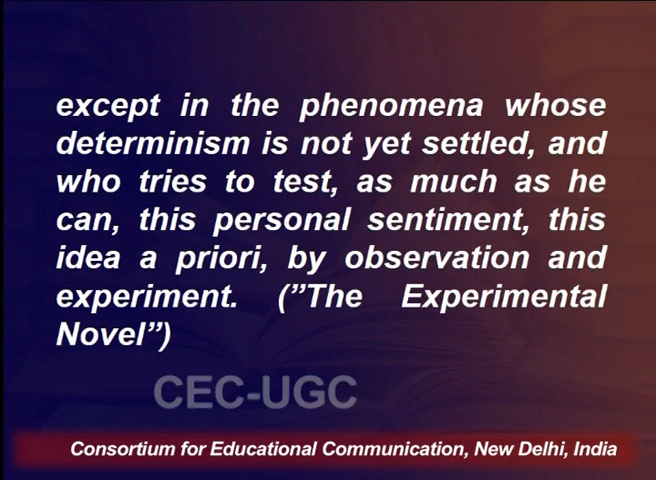 except in the phenomena whose
determinism is not yet settled, and
who tries to test, as much as he
can, this personal sentiment, this
idea a priori, by observation and
experiment. (”The Experimental
Novel”)
CEC-UGC
Consortium for Educational Communication, New Delhi, India